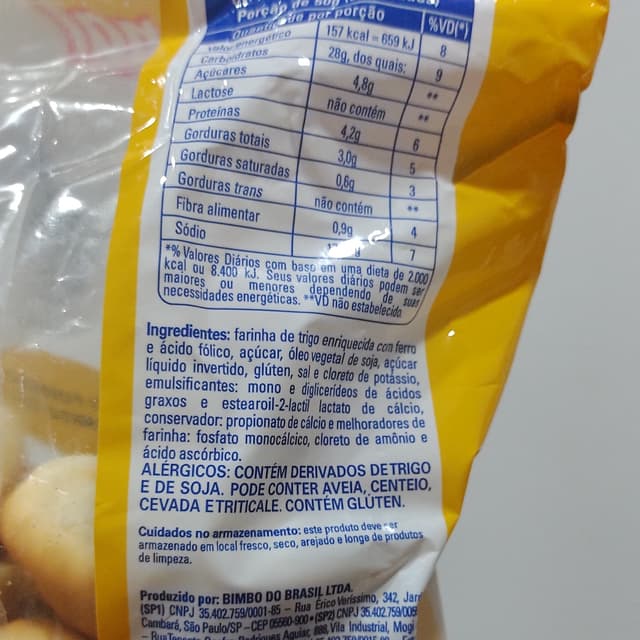 Porção de 50g
Quantidade por porção %VD(*)
Valor energético 157 kcal = 659 kJ 8
Carboidratos 28g, dos quais: 9
Açúcares 4,8g **
Lactose não contém **
Proteínas 4,2g 6
Gorduras totais 3,0g 5
Gorduras saturadas 0,6g 3
Gorduras trans não contém **
Fibra alimentar 0,9g 4
Sódio 7
*% Valores Diários com base em uma dieta de 2.000
kcal ou 8.400 kJ. Seus valores diários podem ser
maiores ou menores dependendo de suas
necessidades energéticas. **VD não estabelecido.
Ingredientes: farinha de trigo enriquecida com ferro
e ácido fólico, açúcar, óleo vegetal de soja, açúcar
líquido invertido, glúten, sal e cloreto de potássio,
emulsificantes: mono e diglicerídeos de ácidos
graxos e estearoil-2-lactil lactato de cálcio,
conservador: propionato de cálcio e melhoradores de
farinha: fosfato monocálcico, cloreto de amônio e
ácido ascórbico.
ALÉRGICOS: CONTÉM DERIVADOS DE TRIGO
E DE SOJA. PODE CONTER AVEIA, CENTEIO,
CEVADA E TRITICALE. CONTÉM GLÚTEN.
Cuidados no armazenamento: este produto deve ser
armazenado em local fresco, seco, arejado e longe de produtos
de limpeza.
Produzido por: BIMBO DO BRASIL LTDA.
(SP1) CNPJ 35.402.759/0001-85 – Rua Érico Veríssimo, 342, Jar
Cambará, São Paulo/SP – CEP 05560-900 • (SP2) CNPJ 35.402.759/
Rodrigues Aguiar, Vila Industrial, Mogi